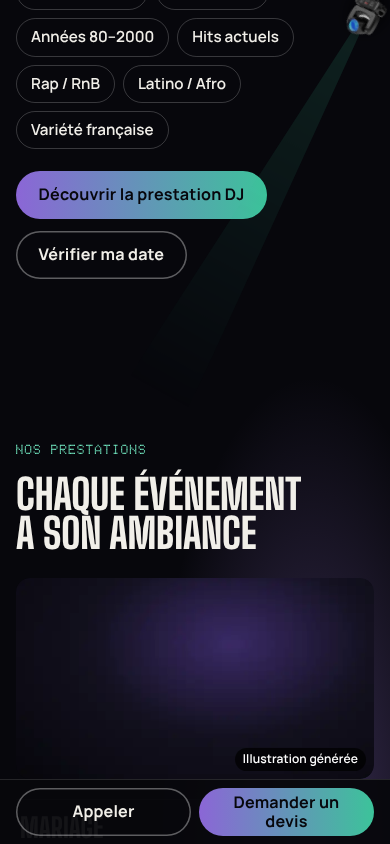 Années 80–2000
Hits actuels
Rap / RnB
Latino / Afro
Variété française
Découvrir la prestation DJ
Vérifier ma date
NOS PRESTATIONS
CHAQUE ÉVÉNEMENT
A SON AMBIANCE
Illustration générée
MARIAGE
Appeler
Demander un
devis